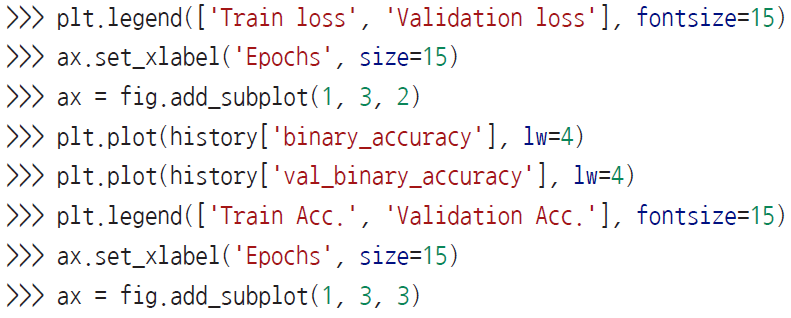 >>> plt.legend(['Train loss', 'Validation loss'], fontsize=15)
>>> ax.set_xlabel('Epochs', size=15)
>>> ax = fig.add_subplot(1, 3, 2)
>>> plt.plot(history['binary_accuracy'], lw=4)
>>> plt.plot(history['val_binary_accuracy'], lw=4)
>>> plt.legend(['Train Acc.', 'Validation Acc.'], fontsize=15)
>>> ax.set_xlabel('Epochs', size=15)
>>> ax = fig.add_subplot(1, 3, 3)